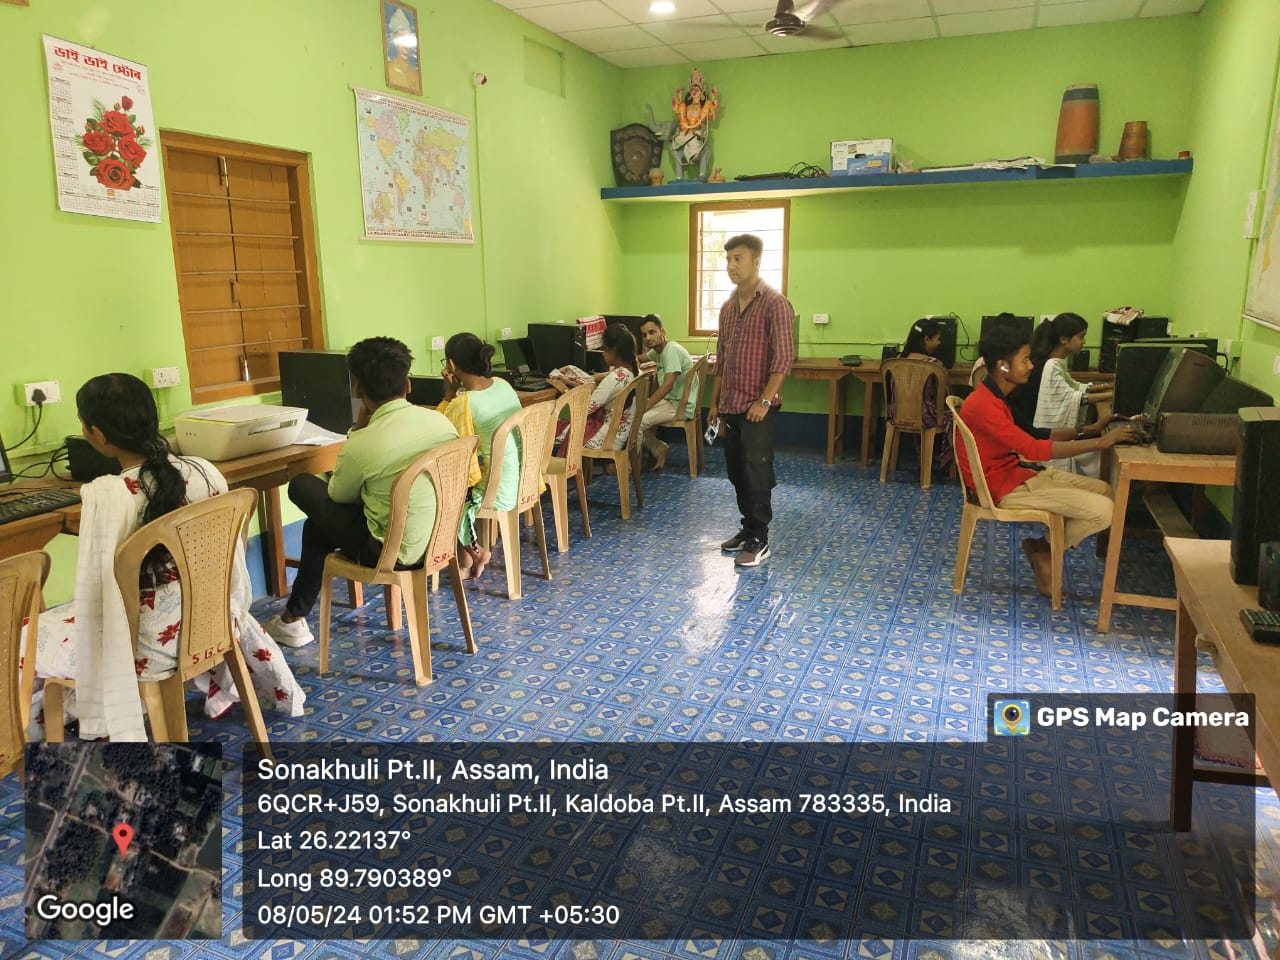 ভাই ভাই স্টোৰ
EPSON
S.B.C
S.B.C
S.B.C
S.B.C
GPS Map Camera
Sonakhuli Pt.II, Assam, India
6QCR+J59, Sonakhuli Pt.II, Kaldoba Pt.II, Assam 783335, India
Lat 26.22137°
Long 89.790389°
08/05/24 01:52 PM GMT +05:30
Google